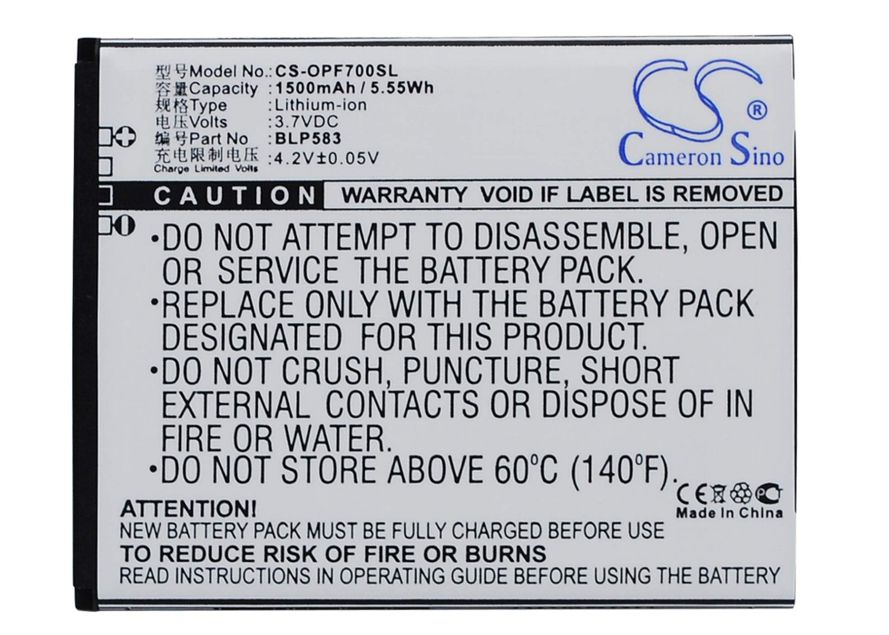 型号Model No.:CS-OPF700SL
容量Capacity :1500mAh / 5.55Wh
规格Type :Lithium-ion
电压Volts :3.7VDC
编号Part No :BLP583
充电限制电压:4.2V±0.05V
Charge Limited Volts
CS®
Cameron Sino
CAUTION WARRANTY VOID IF LABEL IS REMOVED
•DO NOT ATTEMPT TO DISASSEMBLE, OPEN
OR SERVICE THE BATTERY PACK.
•REPLACE ONLY WITH THE BATTERY PACK
DESIGNATED FOR THIS PRODUCT.
•DO NOT CRUSH, PUNCTURE, SHORT
EXTERNAL CONTACTS OR DISPOSE OF IN
FIRE OR WATER.
•DO NOT STORE ABOVE 60°C (140°F).
CE
Made In China
ATTENTION!
NEW BATTERY PACK MUST BE FULLY CHARGED BEFORE USE
TO REDUCE RISK OF FIRE OR BURNS
READ INSTRUCTIONS IN OPERATING GUIDE CAREFULLY BEFORE USING